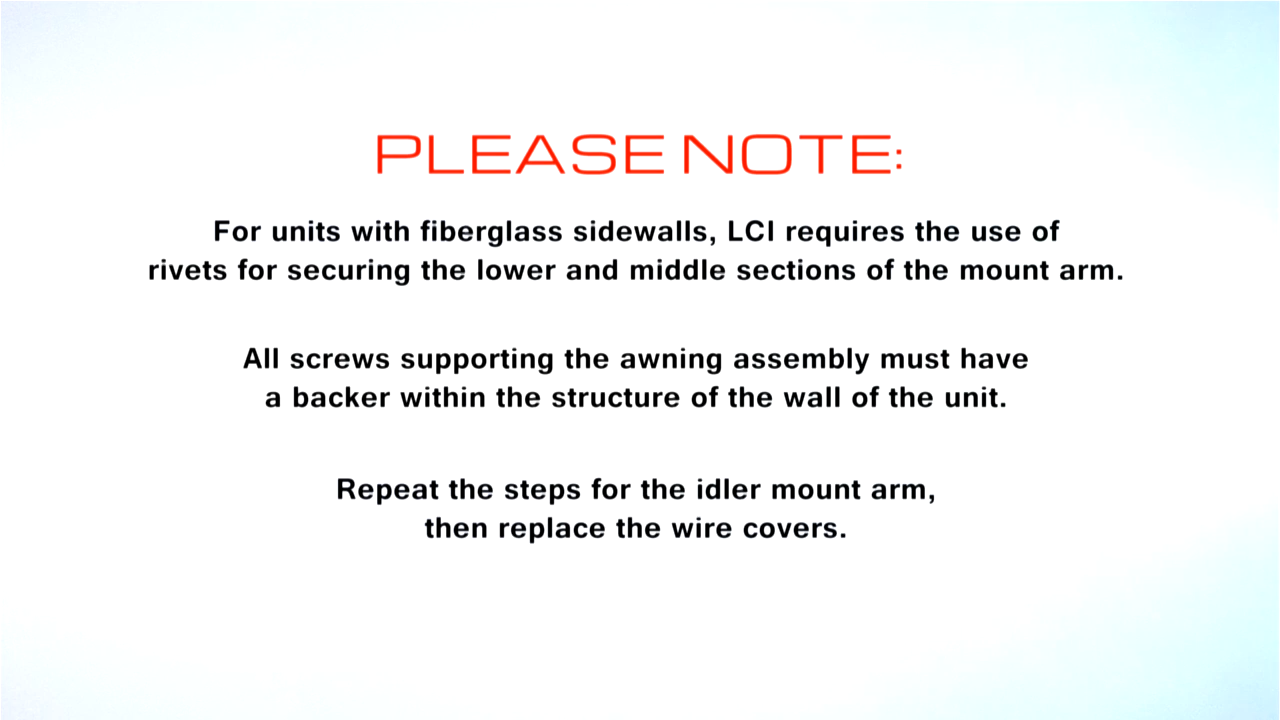 PLEASE NOTE:
For units with fiberglass sidewalls, LCI requires the use of
rivets for securing the lower and middle sections of the mount arm.
All screws supporting the awning assembly must have
a backer within the structure of the wall of the unit.
Repeat the steps for the idler mount arm,
then replace the wire covers.